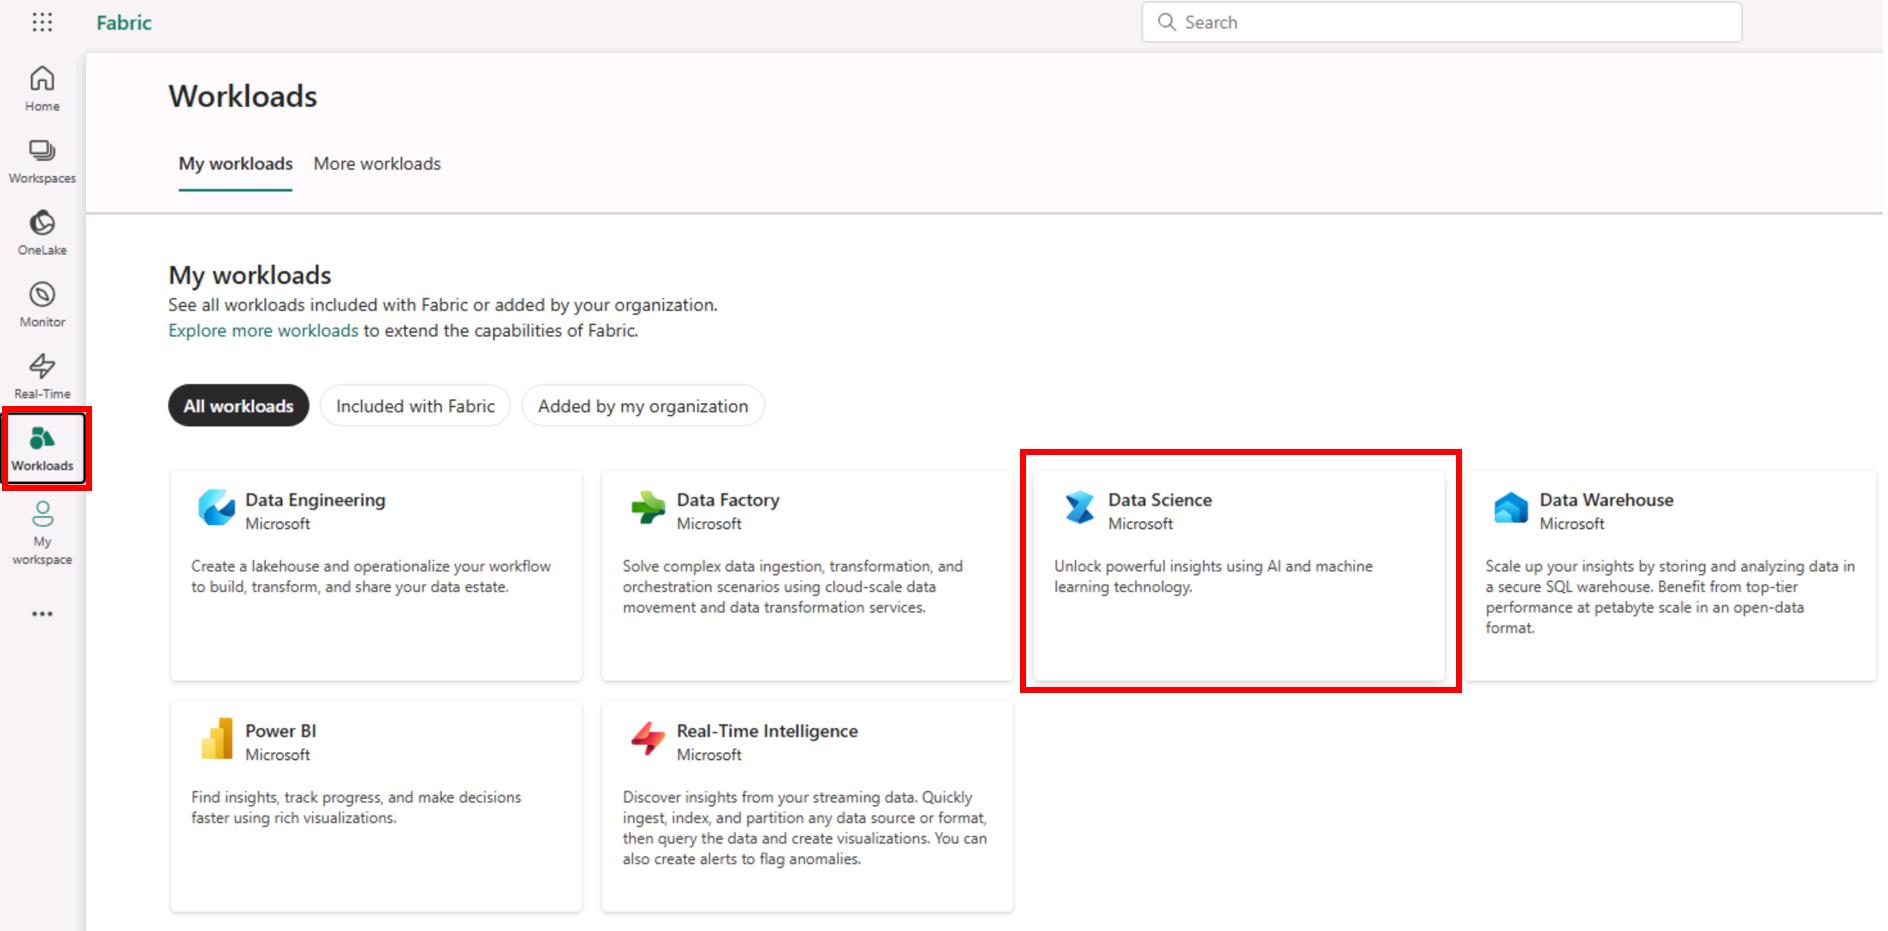 Fabric
Search
Home
Workspaces
OneLake
Monitor
Real-Time
Workloads
My
workspace
Workloads
My workloads
More workloads
My workloads
See all workloads included with Fabric or added by your organization.
Explore more workloads to extend the capabilities of Fabric.
All workloads
Included with Fabric
Added by my organization
Data Engineering
Microsoft
Create a lakehouse and operationalize your workflow
to build, transform, and share your data estate.
Data Factory
Microsoft
Solve complex data ingestion, transformation, and
orchestration scenarios using cloud-scale data
movement and data transformation services.
Data Science
Microsoft
Unlock powerful insights using AI and machine
learning technology.
Data Warehouse
Microsoft
Scale up your insights by storing and analyzing data in
a secure SQL warehouse. Benefit from top-tier
performance at petabyte scale in an open-data
format.
Power BI
Microsoft
Find insights, track progress, and make decisions
faster using rich visualizations.
Real-Time Intelligence
Microsoft
Discover insights from your streaming data. Quickly
ingest, index, and partition any data source or format,
then query the data and create visualizations. You can
also create alerts to flag anomalies.